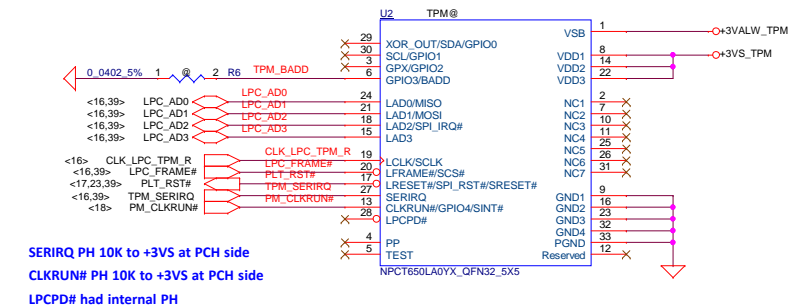 U2 TPM@
29 XOR_OUT/SDA/GPIO0 VSB 1 +3VALW_TPM
30 SCL/GPIO1 VDD1 8 +3VS_TPM
3 GPX/GPIO2 VDD2 14
0_0402_5% 1 @ 2 R6 TPM_BADD 6 GPIO3/BADD VDD3 22
<16,39> LPC_AD0 LPC_AD0 24 LAD0/MISO NC1 2
<16,39> LPC_AD1 LPC_AD1 21 LAD1/MOSI NC2 7
<16,39> LPC_AD2 LPC_AD2 18 LAD2/SPI_IRQ# NC3 10
<16,39> LPC_AD3 LPC_AD3 15 LAD3 NC4 11
NC5 25
<16> CLK_LPC_TPM_R CLK_LPC_TPM_R 19 LCLK/SCLK NC6 26
<16,39> LPC_FRAME# LPC_FRAME# 20 LFRAME#/SCS# NC7 31
<17,23,39> PLT_RST# PLT_RST# 17 LRESET#/SPI_RST#/SRESET#
<16,39> TPM_SERIRQ TPM_SERIRQ 27 SERIRQ GND1 9
<18> PM_CLKRUN# PM_CLKRUN# 13 CLKRUN#/GPIO4/SINT# GND2 16
28 LPCPD# GND3 23
GND4 32
4 PP PGND 33
5 TEST Reserved 12
NPCT650LA0YX_QFN32_5X5
SERIRQ PH 10K to +3VS at PCH side
CLKRUN# PH 10K to +3VS at PCH side
LPCPD# had internal PH